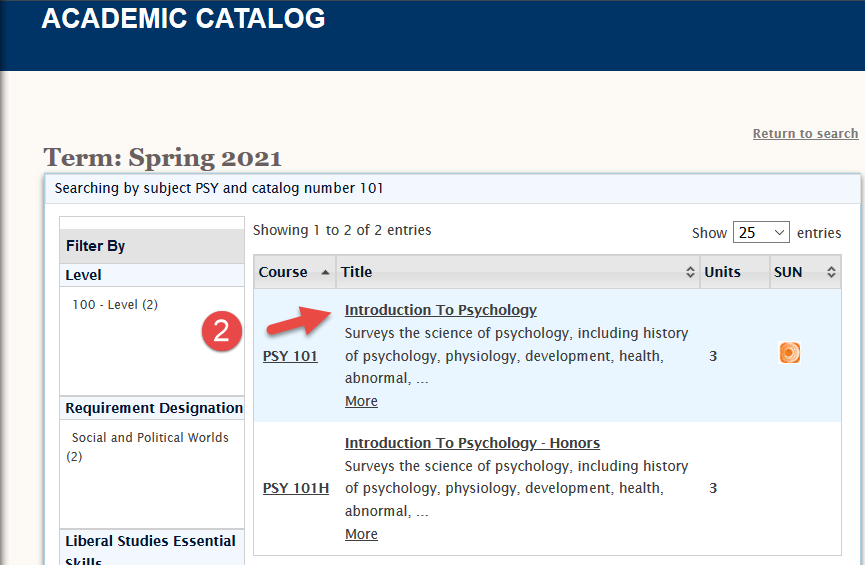 ACADEMIC CATALOG
Return to search
Term: Spring 2021
Searching by subject PSY and catalog number 101
Filter By
Level
100 - Level (2)
Requirement Designation
Social and Political Worlds
(2)
Liberal Studies Essential
Skills
Showing 1 to 2 of 2 entries
Show 25 entries
Course Title Units SUN
2
Introduction To Psychology
Surveys the science of psychology, including history
PSY 101 of psychology, physiology, development, health, 3
abnormal, ...
More
Introduction To Psychology - Honors
Surveys the science of psychology, including history
PSY 101H of psychology, physiology, development, health, 3
abnormal, ...
More